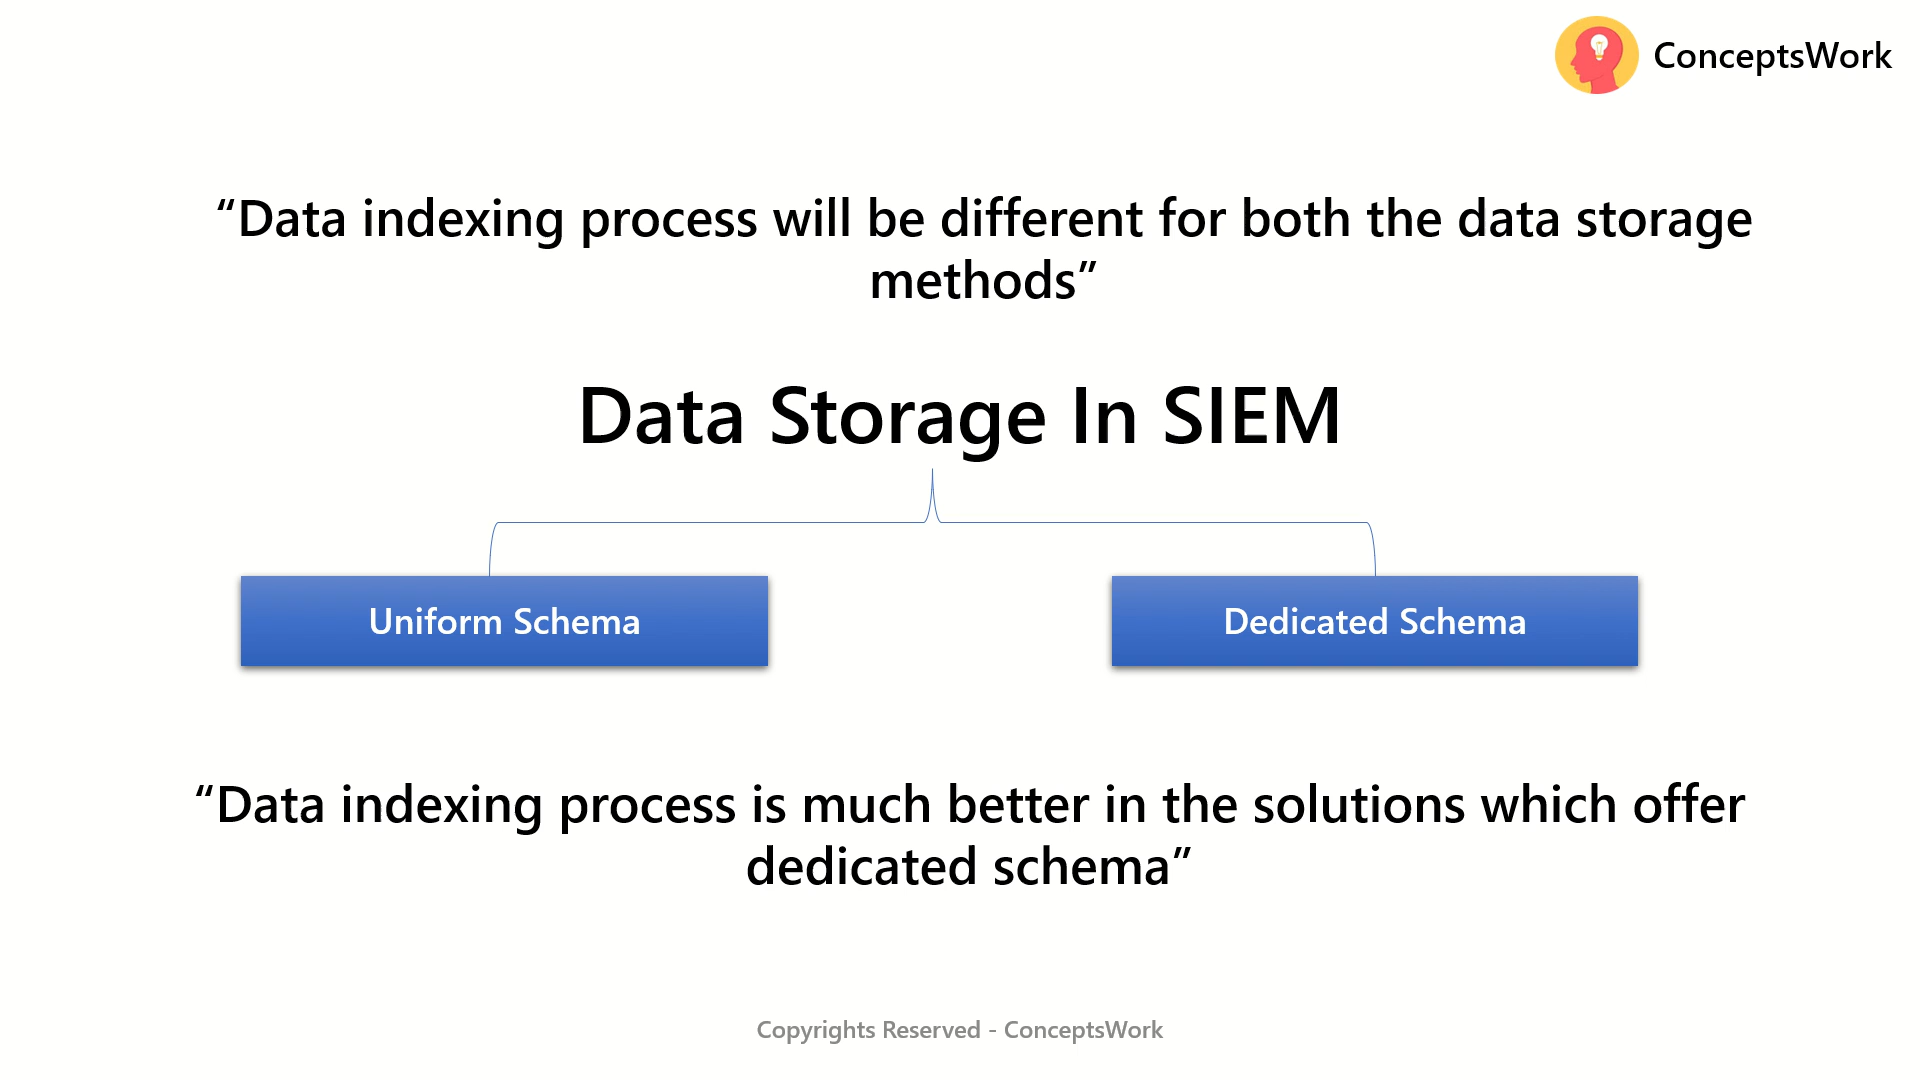 ConceptsWork
“Data indexing process will be different for both the data storage
methods”
Data Storage In SIEM
Uniform Schema
Dedicated Schema
“Data indexing process is much better in the solutions which offer
dedicated schema”
Copyrights Reserved - ConceptsWork